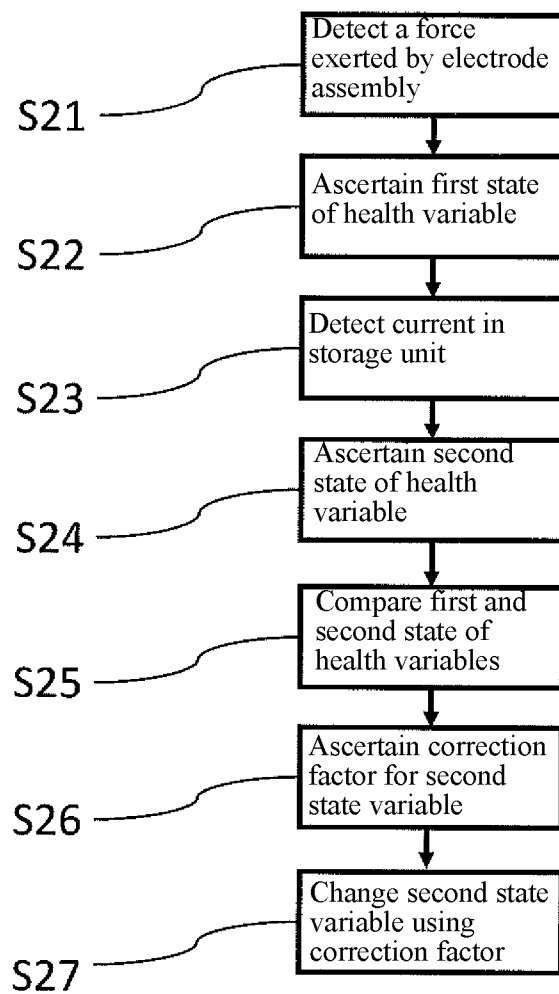 Detect a force
exerted by electrode
assembly
S21
Ascertain first state
of health variable
S22
Detect current in
storage unit
S23
Ascertain second
state of health
variable
S24
Compare first and
second state of
health variables
S25
Ascertain correction
factor for second
state variable
S26
Change second state
variable using
correction factor
S27